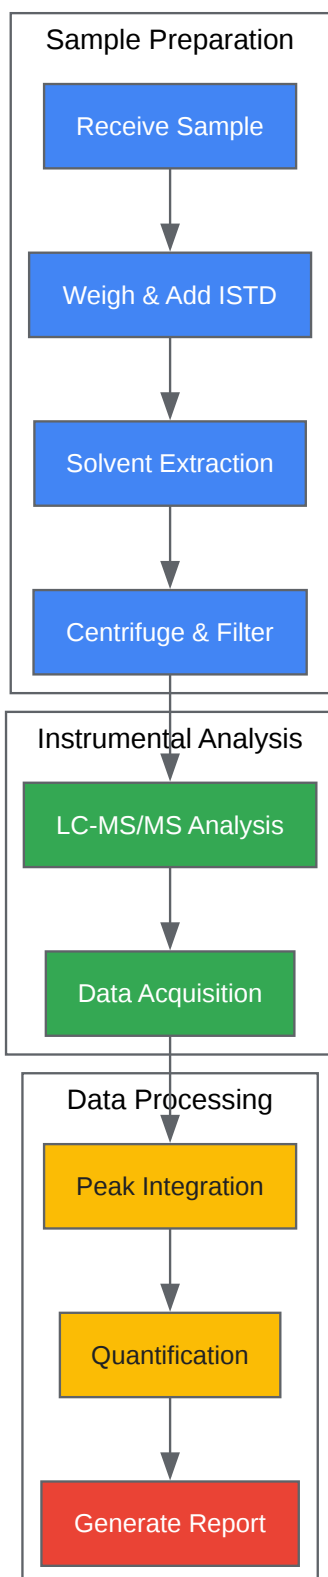 Sample Preparation
Receive Sample
Weigh & Add ISTD
Solvent Extraction
Centrifuge & Filter
Instrumental Analysis
LC-MS/MS Analysis
Data Acquisition
Data Processing
Peak Integration
Quantification
Generate Report